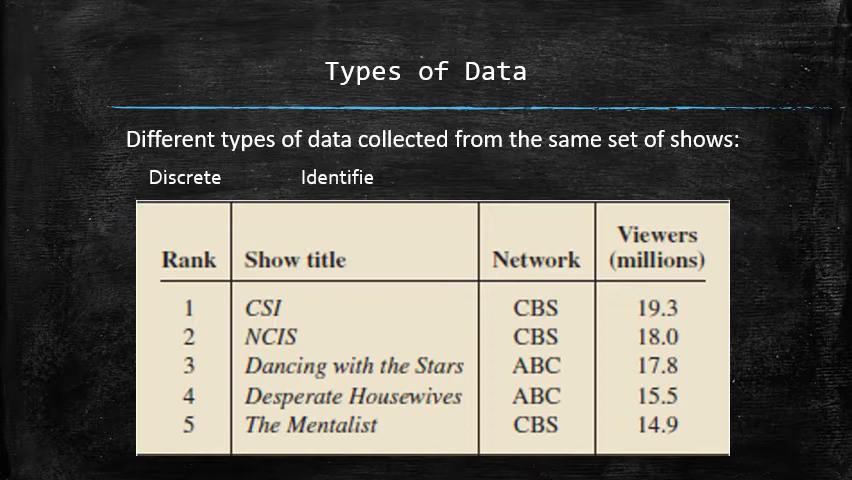 Types of Data
Different types of data collected from the same set of shows:
Discrete Identifie
Rank Show title Network Viewers (millions)
1 CSI CBS 19.3
2 NCIS CBS 18.0
3 Dancing with the Stars ABC 17.8
4 Desperate Housewives ABC 15.5
5 The Mentalist CBS 14.9